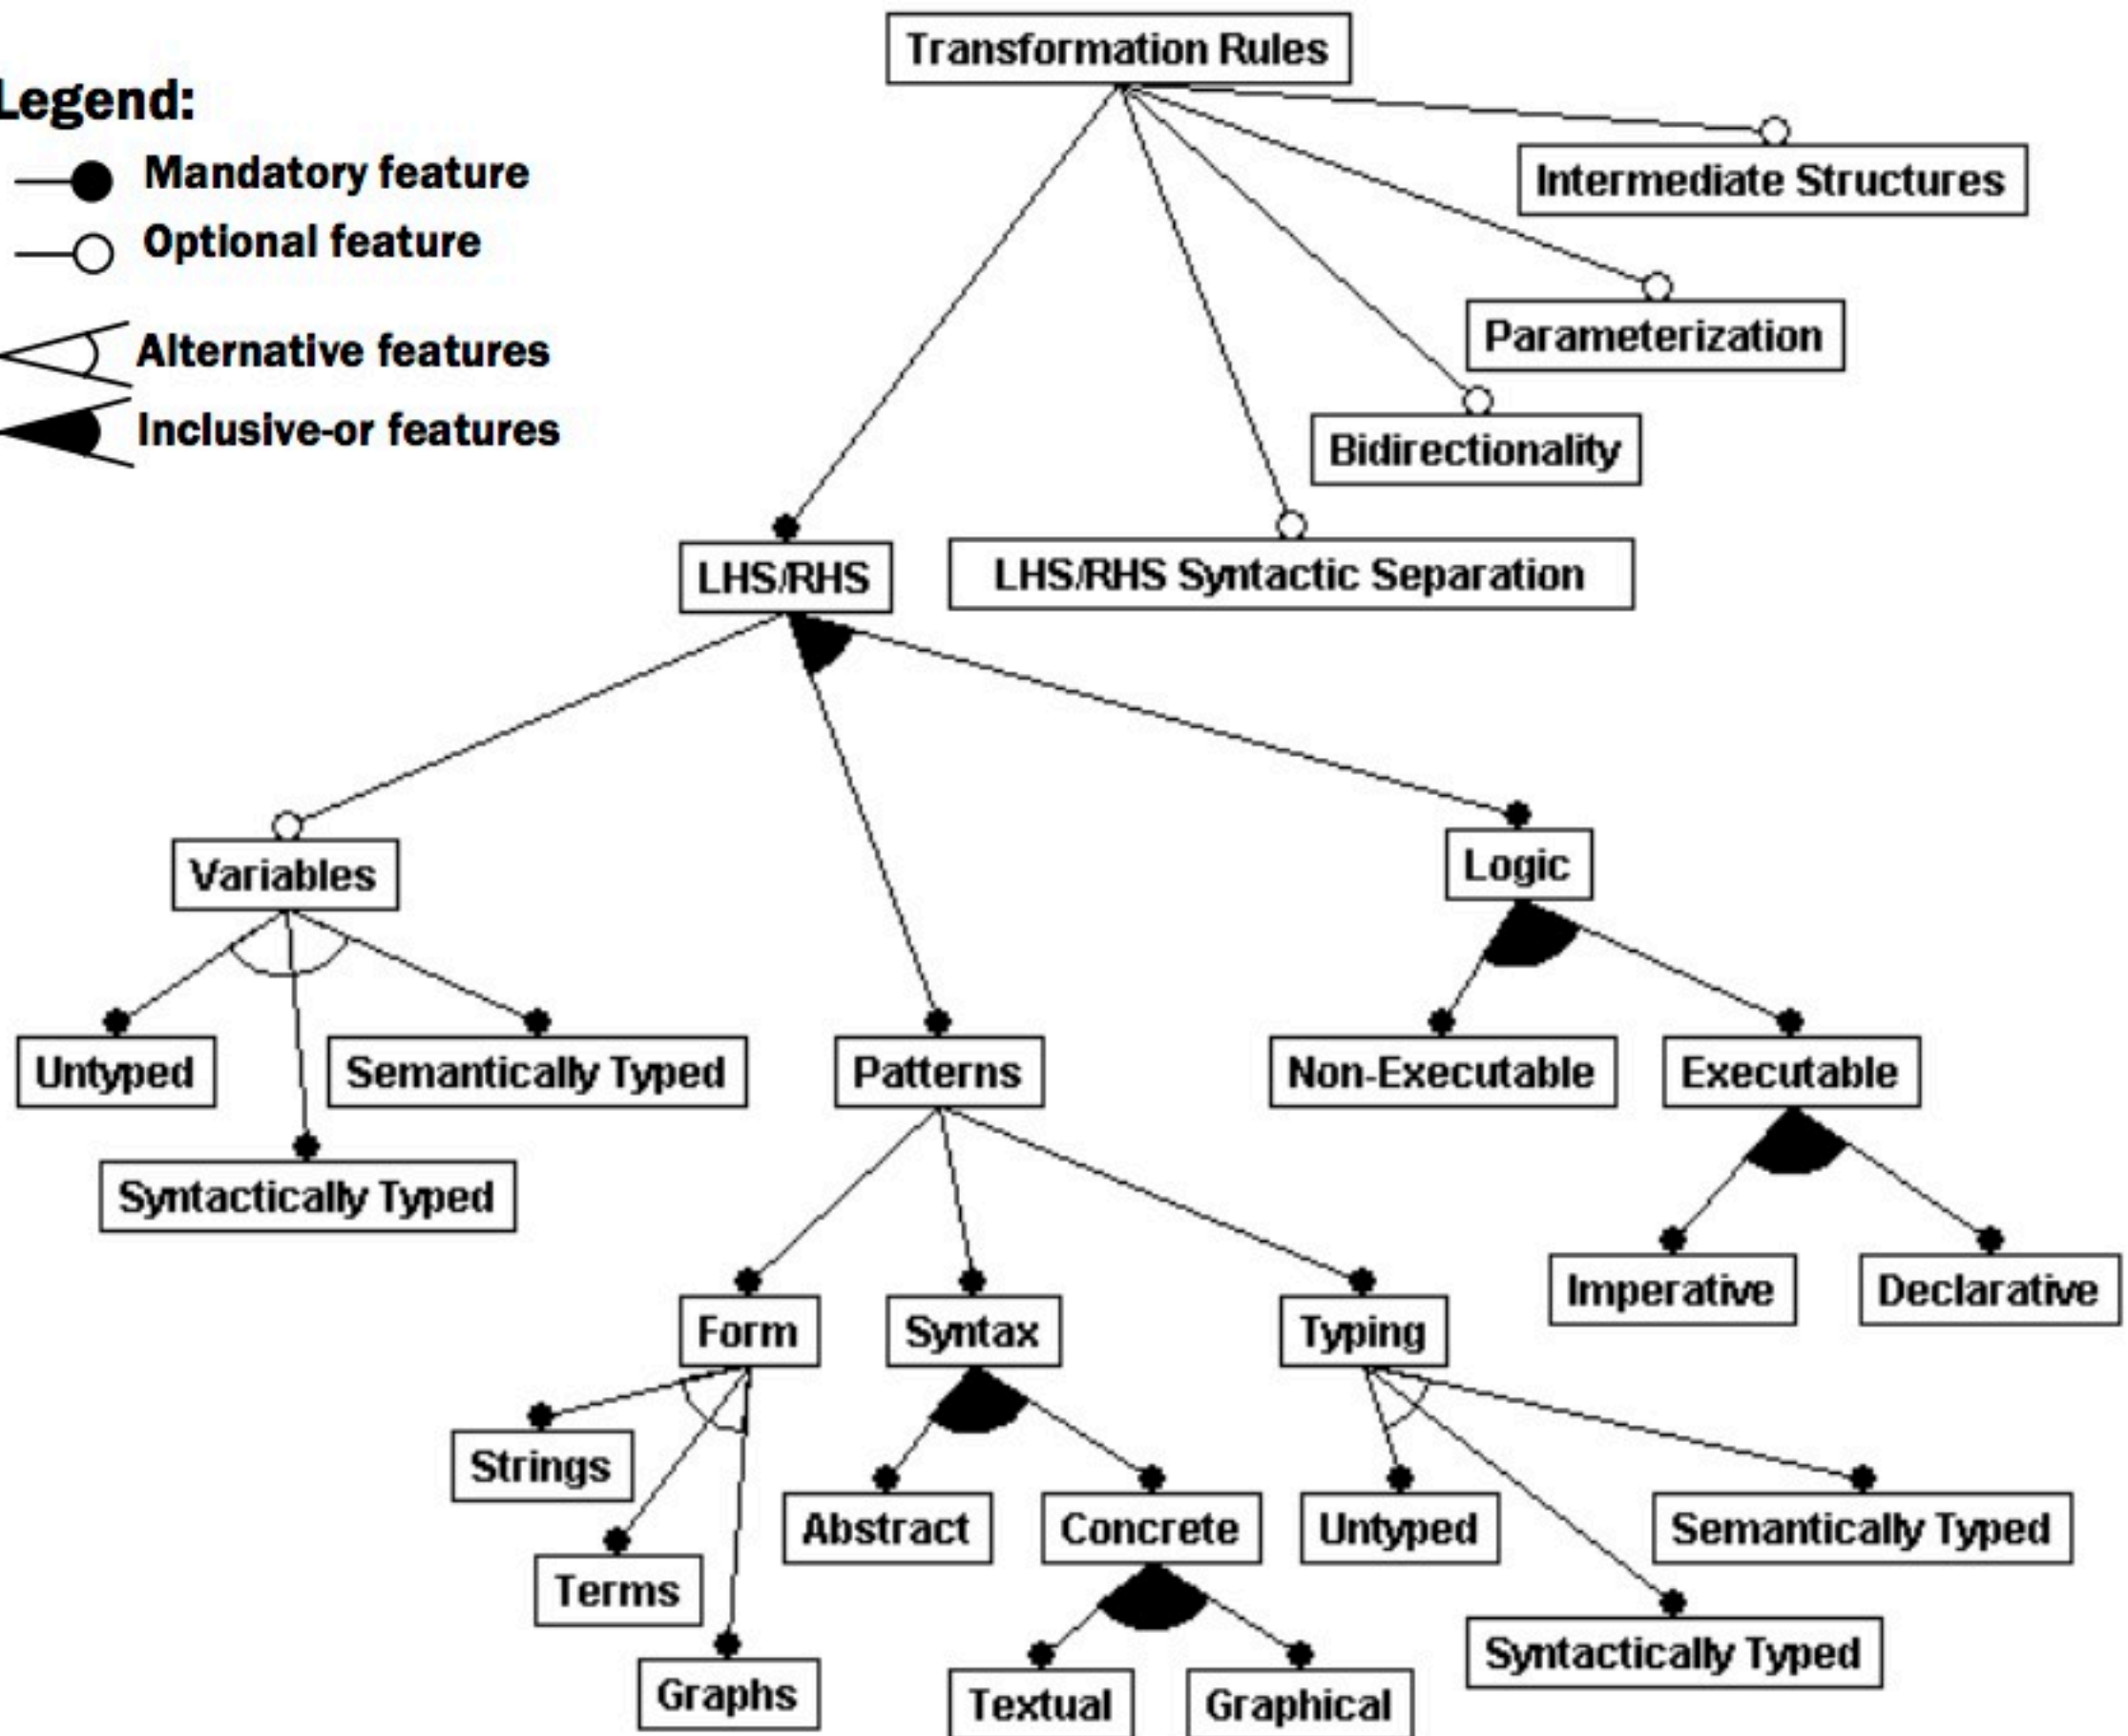 Transformation Rules
Legend:
Mandatory feature
Optional feature
Alternative features
Inclusive-or features
Intermediate Structures
Parameterization
Bidirectionality
LHS/RHS
LHS/RHS Syntactic Separation
Variables
Logic
Untyped
Semantically Typed
Patterns
Non-Executable
Executable
Syntactically Typed
Imperative
Declarative
Form
Syntax
Typing
Strings
Abstract
Concrete
Untyped
Semantically Typed
Terms
Syntactically Typed
Graphs
Textual
Graphical